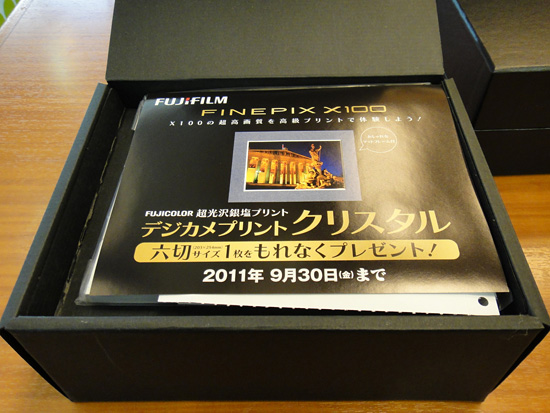 FUJIFILM
FINEPIX X100
X100の超高画質を高級プリントで体験しよう!
FUJICOLOR 超光沢銀塩プリント
デジカメプリント クリスタル
六切サイズ1枚をもれなくプレゼント!
2011年 9月30日(金)まで